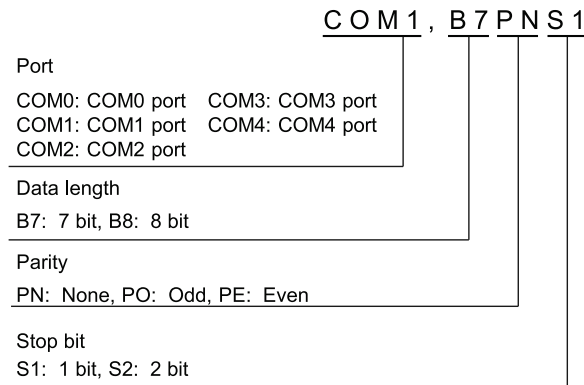 COM1, B7PNS1
Port
COM0: COM0 port COM3: COM3 port
COM1: COM1 port COM4: COM4 port
COM2: COM2 port
Data length
B7: 7 bit, B8: 8 bit
Parity
PN: None, PO: Odd, PE: Even
Stop bit
S1: 1 bit, S2: 2 bit